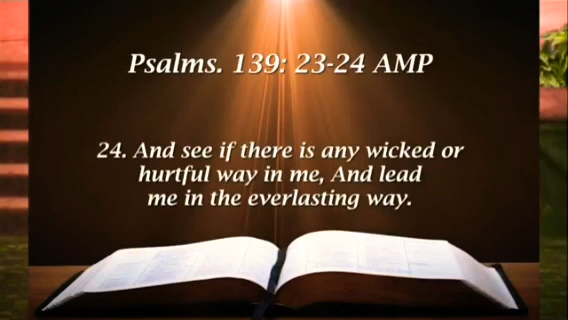 Psalms. 139: 23-24 AMP
24. And see if there is any wicked or
hurtful way in me, And lead
me in the everlasting way.